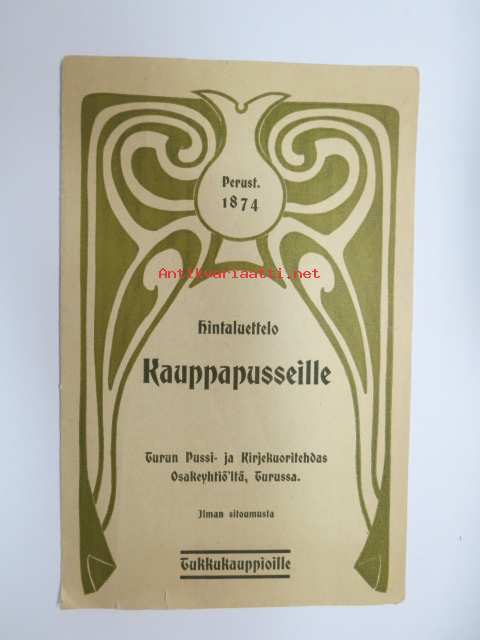 Perust.
1874
Antikvariaatti.net
Hintaluettelo
Kauppapusseille
Turun Pussi- ja Kirjekuoritehdas
Osakeyhtiö'ltä, Turussa.
Ilman sitoumusta
Tukkukauppioille